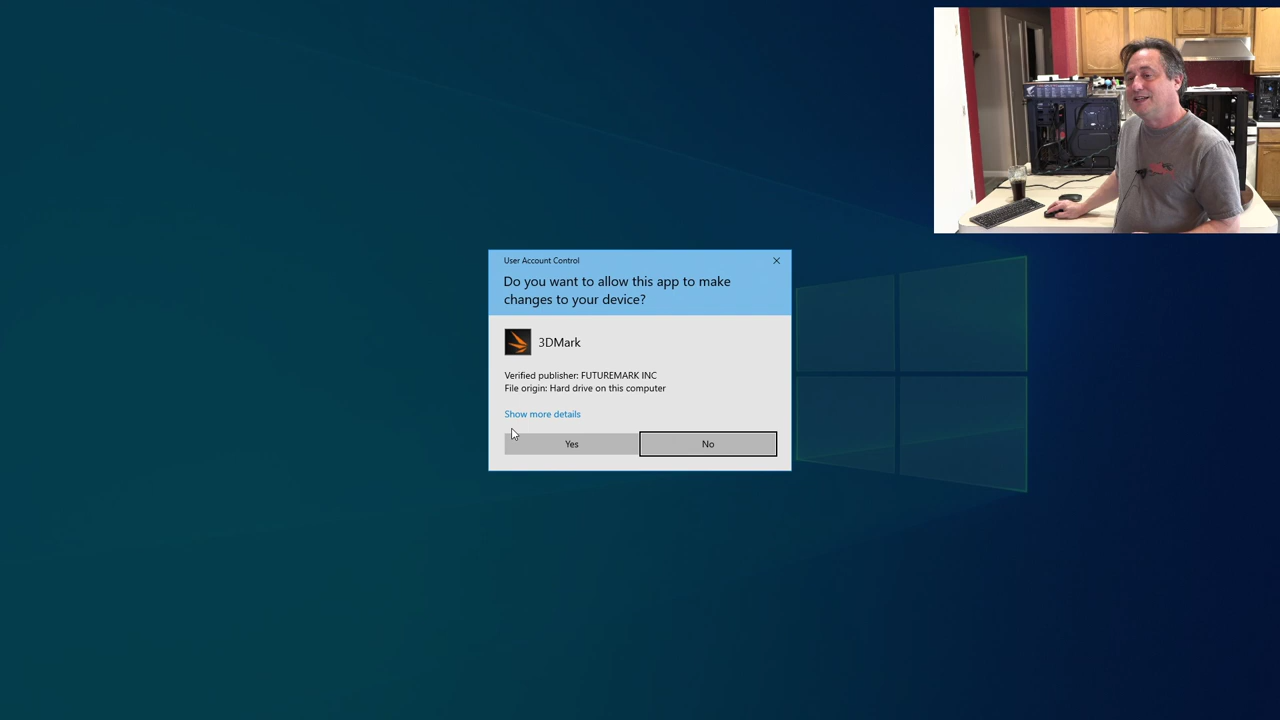 User Account Control
Do you want to allow this app to make
changes to your device?
3DMark
Verified publisher: FUTUREMARK INC
File origin: Hard drive on this computer
Show more details
Yes
No